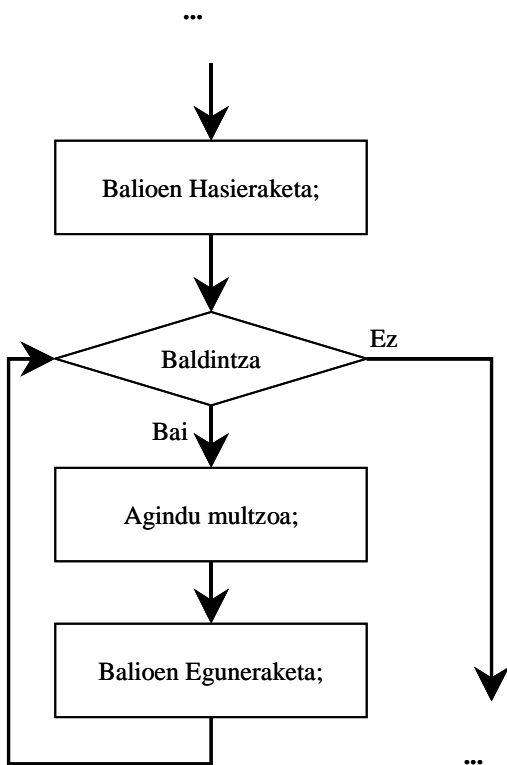 ...
Balioen Hasieraketa;
Baldintza
Ez
Bai
Agindu multzoa;
Balioen Eguneraketa;
...